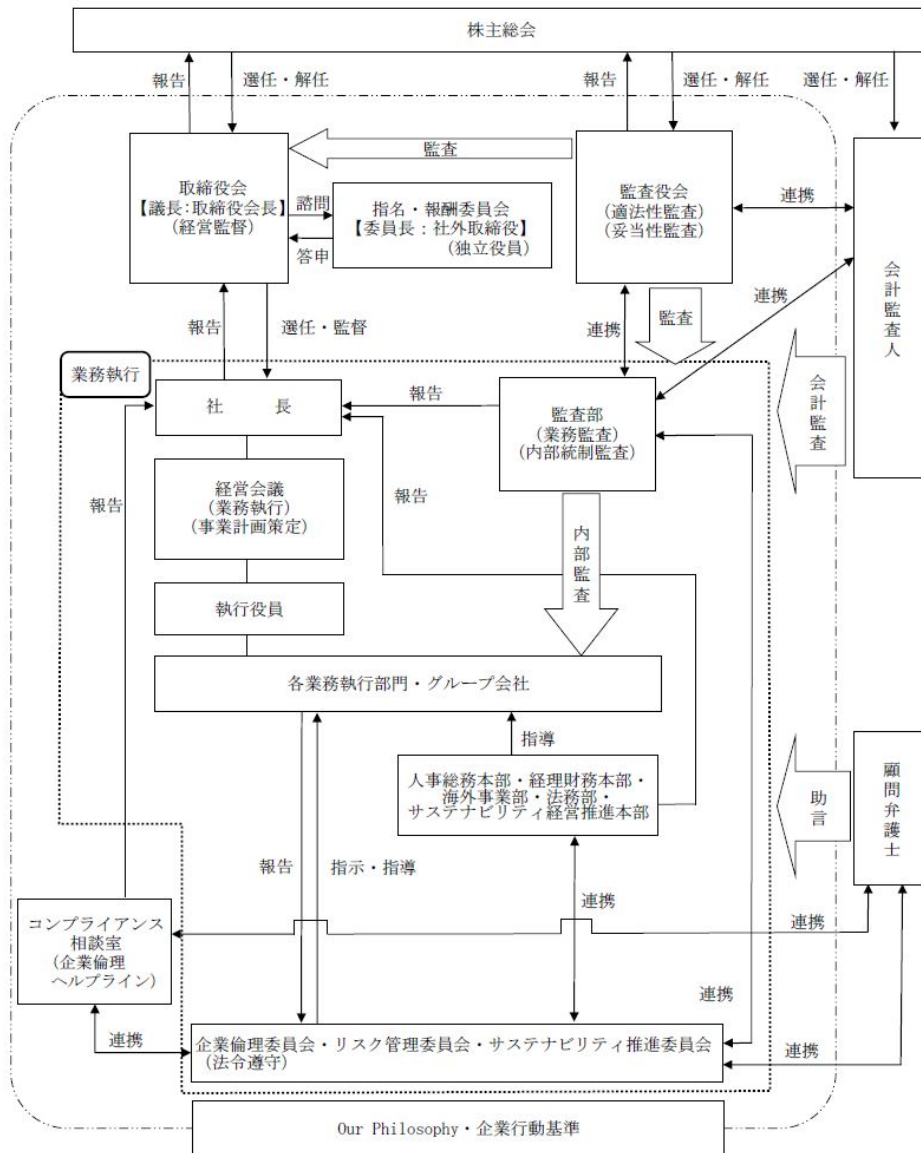 株主総会
報告
選任・解任
報告
選任・解任
選任・解任
監査
取締役会
【議長：取締役会長】
(経営監督)
諮問
答申
指名・報酬委員会
【委員長：社外取締役】
(独立役員)
監査役会
(適法性監査)
(妥当性監査)
連携
会計監査人
報告
選任・監督
連携
監査
連携
業務執行
社　　長
報告
監査部
(業務監査)
(内部統制監査)
会計監査
報告
経営会議
(業務執行)
(事業計画策定)
報告
内部監査
執行役員
各業務執行部門・グループ会社
指導
人事総務本部・経理財務本部・
海外事業部・法務部・
サステナビリティ経営推進本部
助言
顧問弁護士
報告
指示・指導
連携
コンプライアンス
相談室
(企業倫理
ヘルプライン)
連携
連携
連携
企業倫理委員会・リスク管理委員会・サステナビリティ推進委員会
(法令遵守)
連携
Our Philosophy・企業行動基準